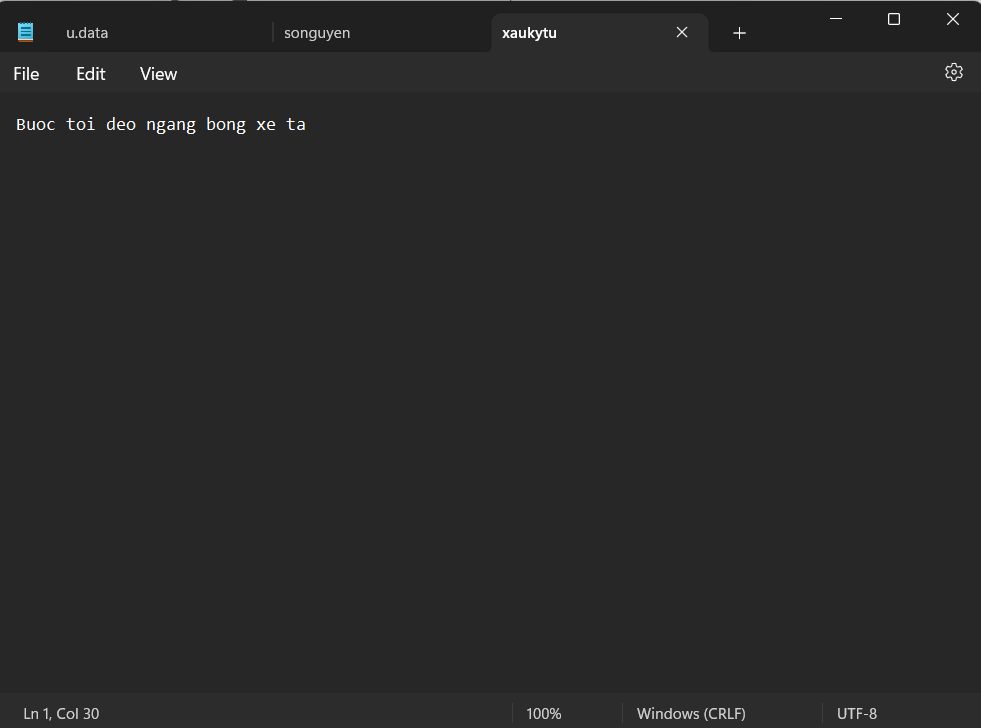 u.data songuyen xaukytu
File Edit View
Buoc toi deo ngang bong xe ta
Ln 1, Col 30 100% Windows (CRLF) UTF-8